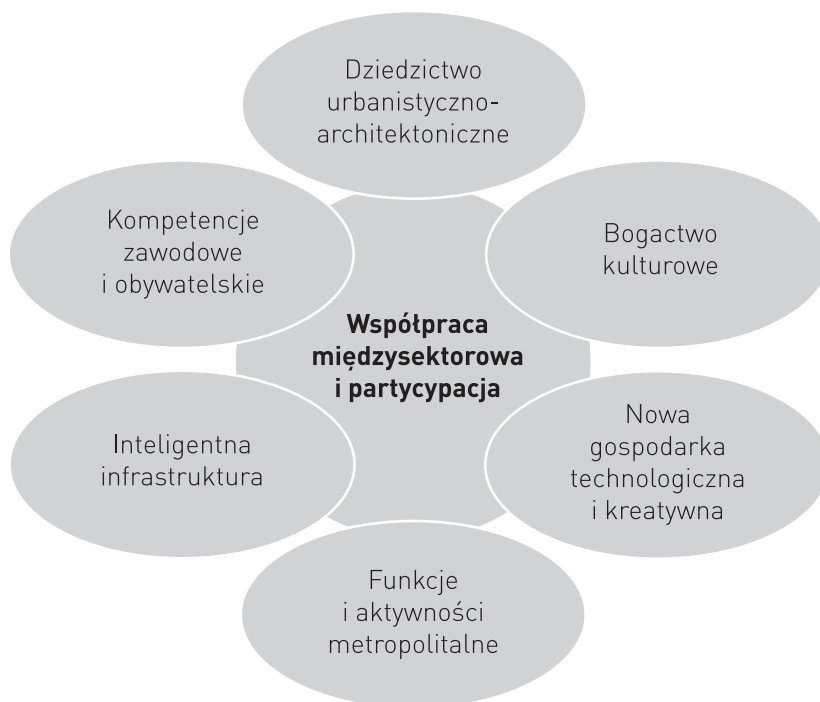 Dziedzictwo
urbanistyczno-
architektoniczne
Kompetencje
zawodowe
i obywatelskie
Bogactwo
kulturowe
Współpraca
międzysektorowa
i partycypacja
Inteligentna
infrastruktura
Nowa
gospodarka
technologiczna
i kreatywna
Funkcje
i aktywności
metropolitalne